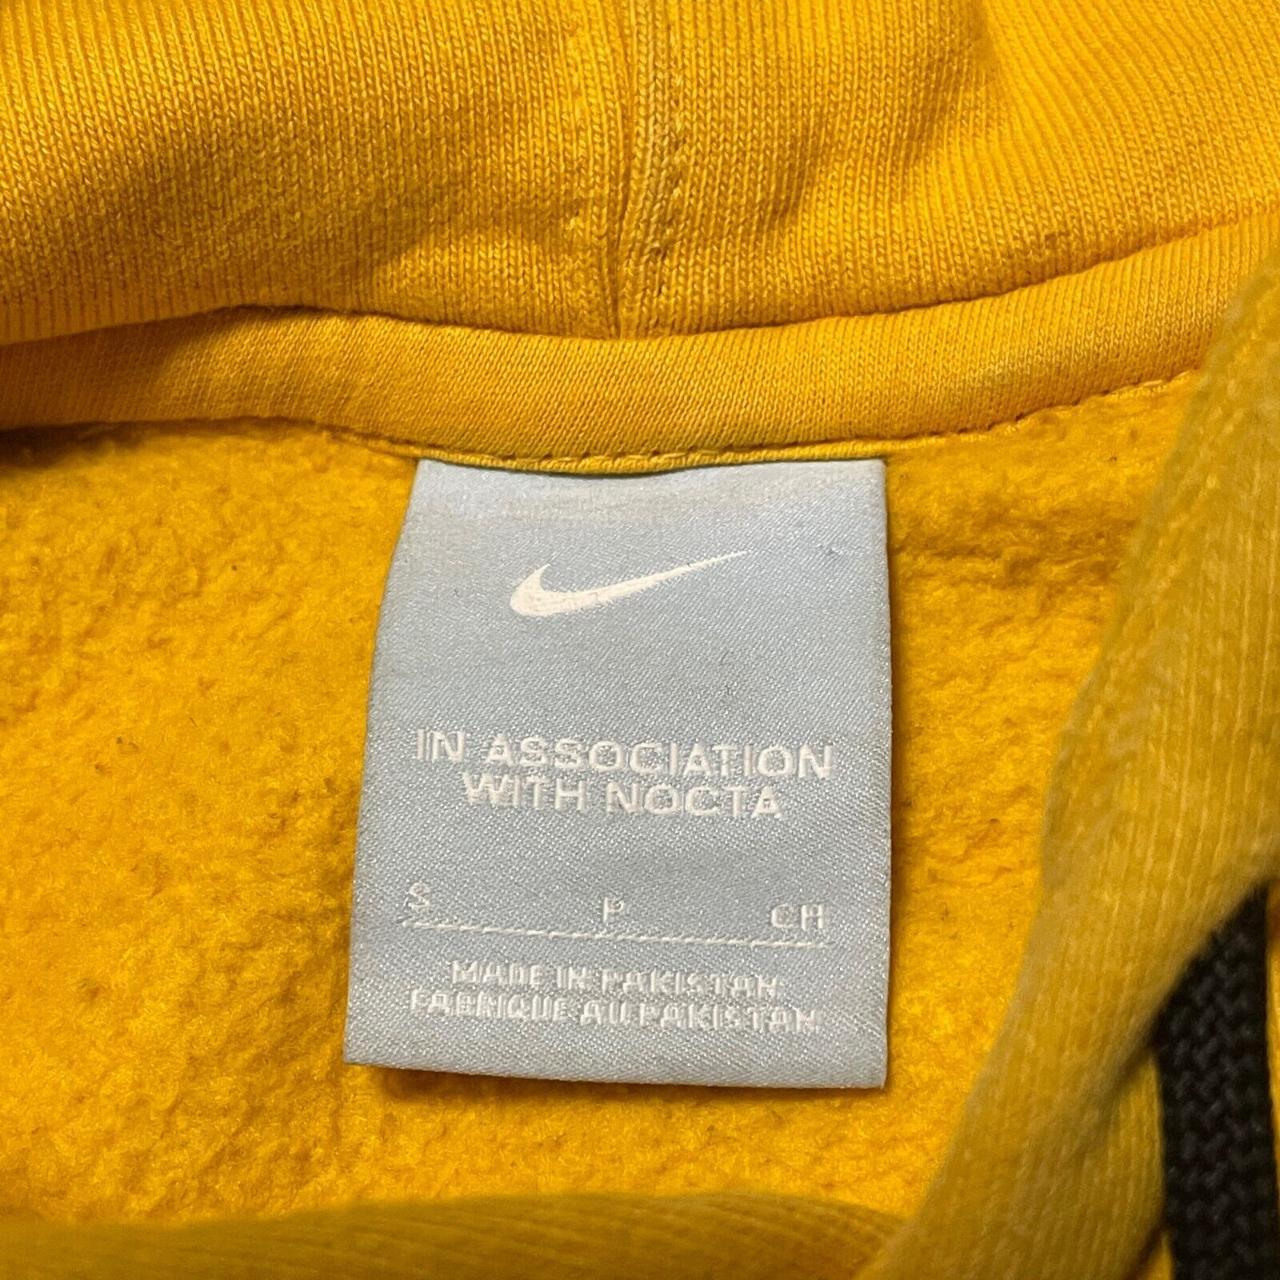 IN ASSOCIATION
WITH NOCTA
S P CH
MADE IN PAKISTAN
FABRIQUE AU PAKISTAN